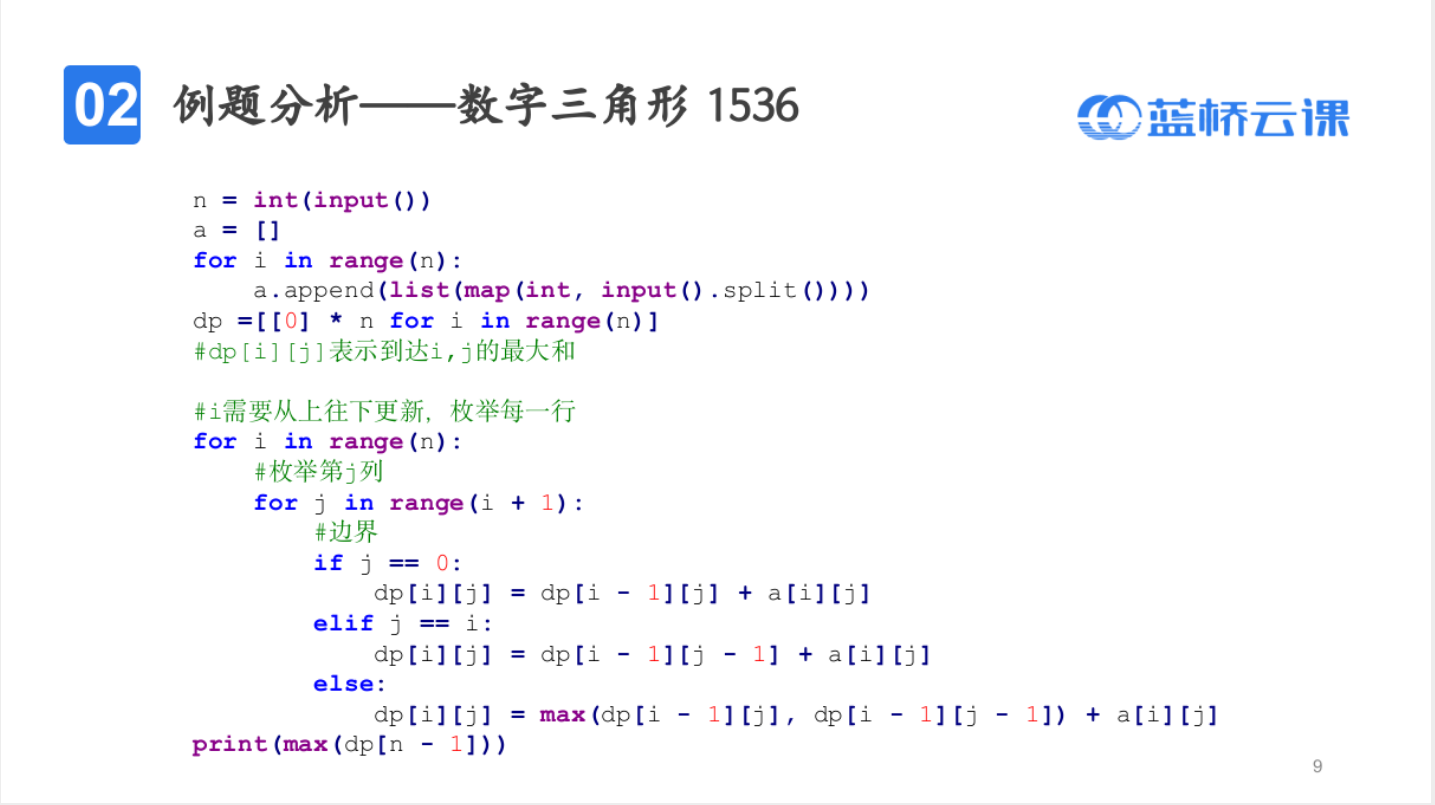 02 例题分析——数字三角形 1536
蓝桥云课
n = int(input())
a = []
for i in range(n):
    a.append(list(map(int, input().split())))
dp =[[0] * n for i in range(n)]
#dp[i][j]表示到达i,j的最大和
#i需要从上往下更新，枚举每一行
for i in range(n):
    #枚举第j列
    for j in range(i + 1):
        #边界
        if j == 0:
            dp[i][j] = dp[i - 1][j] + a[i][j]
        elif j == i:
            dp[i][j] = dp[i - 1][j - 1] + a[i][j]
        else:
            dp[i][j] = max(dp[i - 1][j], dp[i - 1][j - 1]) + a[i][j]
print(max(dp[n - 1]))
9